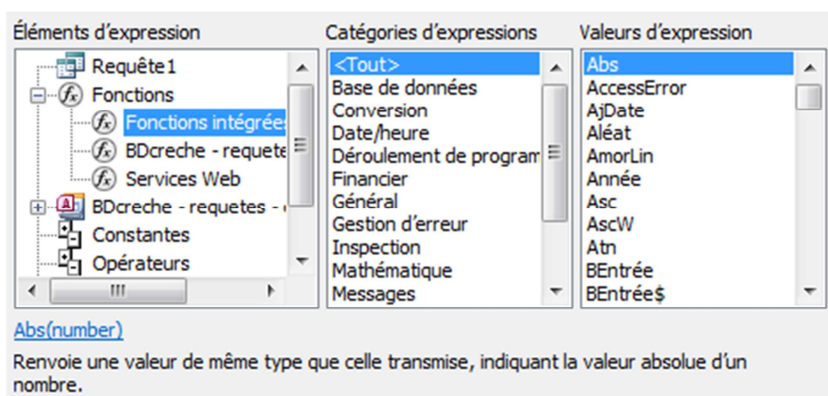 Éléments d'expression
Requête1
Fonctions
Fonctions intégrée
BDcreche - requete
Services Web
BDcreche - requetes -
Constantes
Opérateurs
Catégories d'expressions
<Tout>
Base de données
Conversion
Date/heure
Déroulement de program
Financier
Général
Gestion d'erreur
Inspection
Mathématique
Messages
Valeurs d'expression
Abs
AccessError
AjDate
Aléat
AmorLin
Année
Asc
AscW
Atn
BEntrée
BEntrée$
Abs(number)
Renvoie une valeur de même type que celle transmise, indiquant la valeur absolue d'un
nombre.